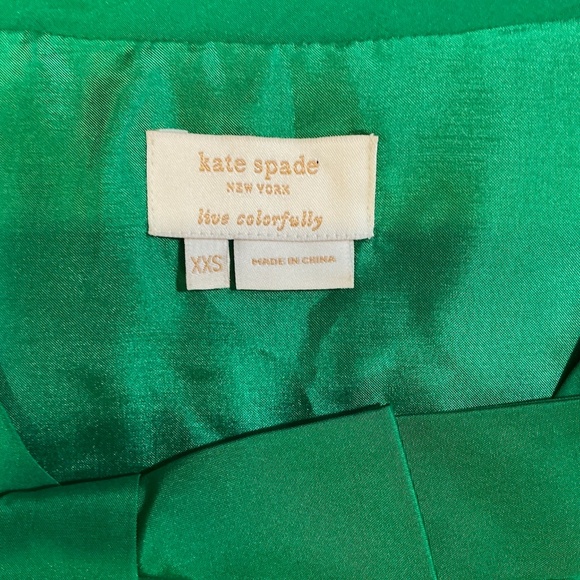 kate spade
NEW YORK
live colorfully
XXS
MADE IN CHINA